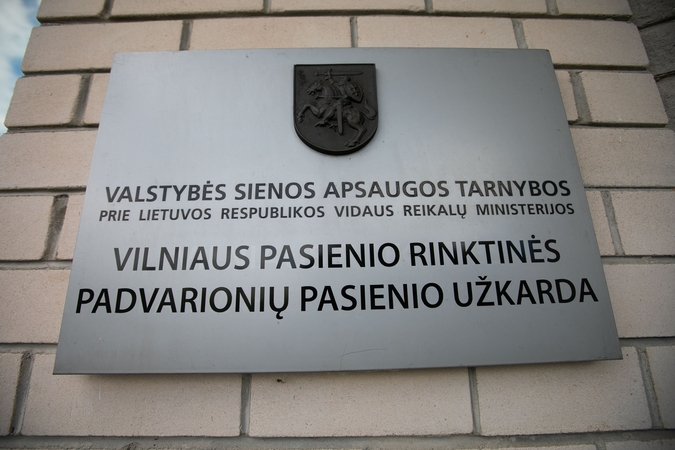 VALSTYBĖS SIENOS APSAUGOS TARNYBOS
PRIE LIETUVOS RESPUBLIKOS VIDAUS REIKALŲ MINISTERIJOS
VILNIAUS PASIENIO RINKTINĖS
PADVARIONIŲ PASIENIO UŽKARDA